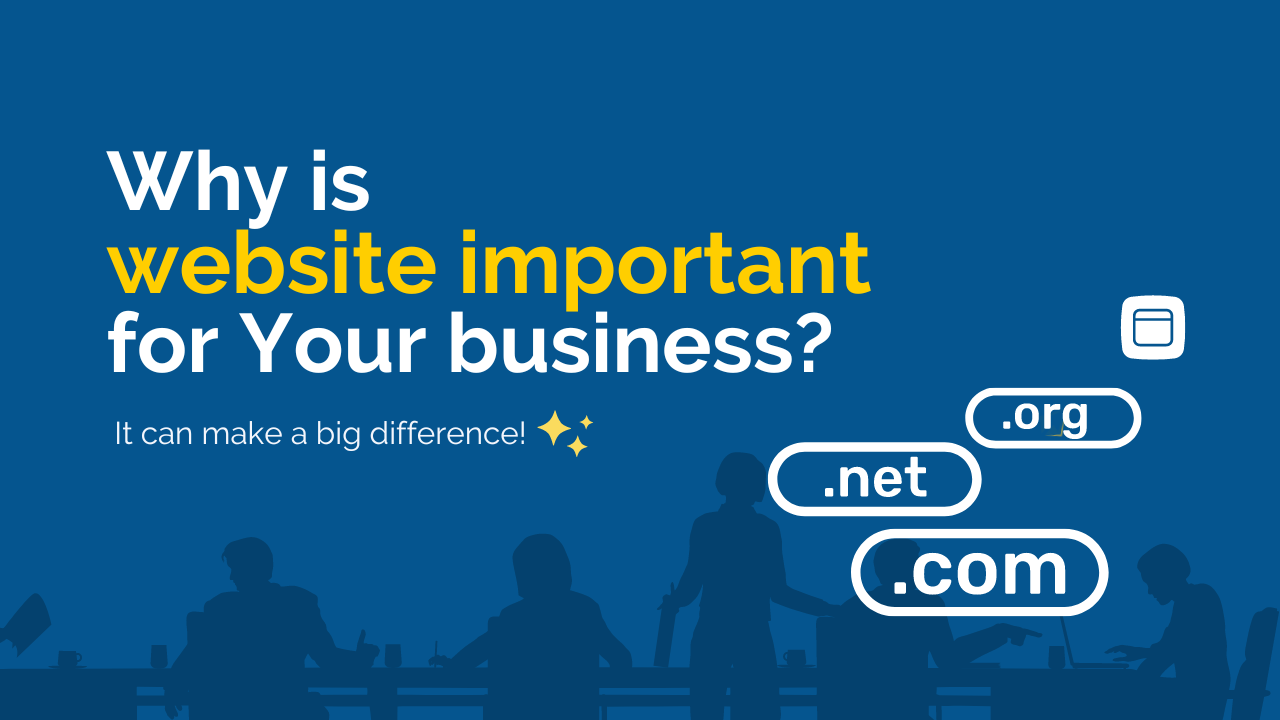 Why is
website important
for Your business?
It can make a big difference!
.org
.net
.com